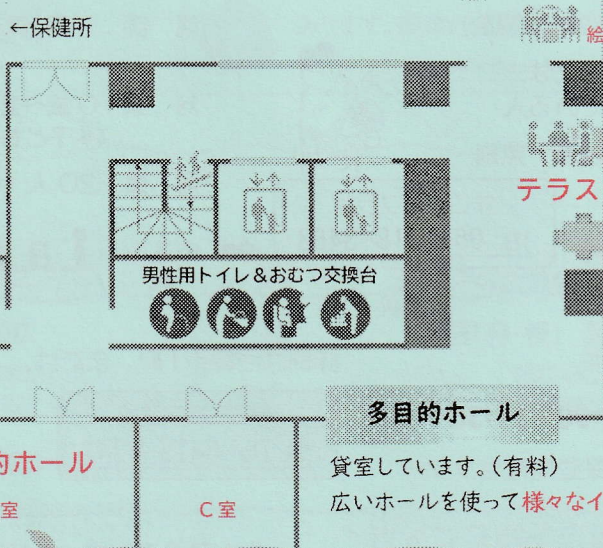 ←保健所
絵
テラス
男性用トイレ&おむつ交換台
多目的ホール
的ホール
貸室しています。(有料)
室
C室
広いホールを使って様々なイ